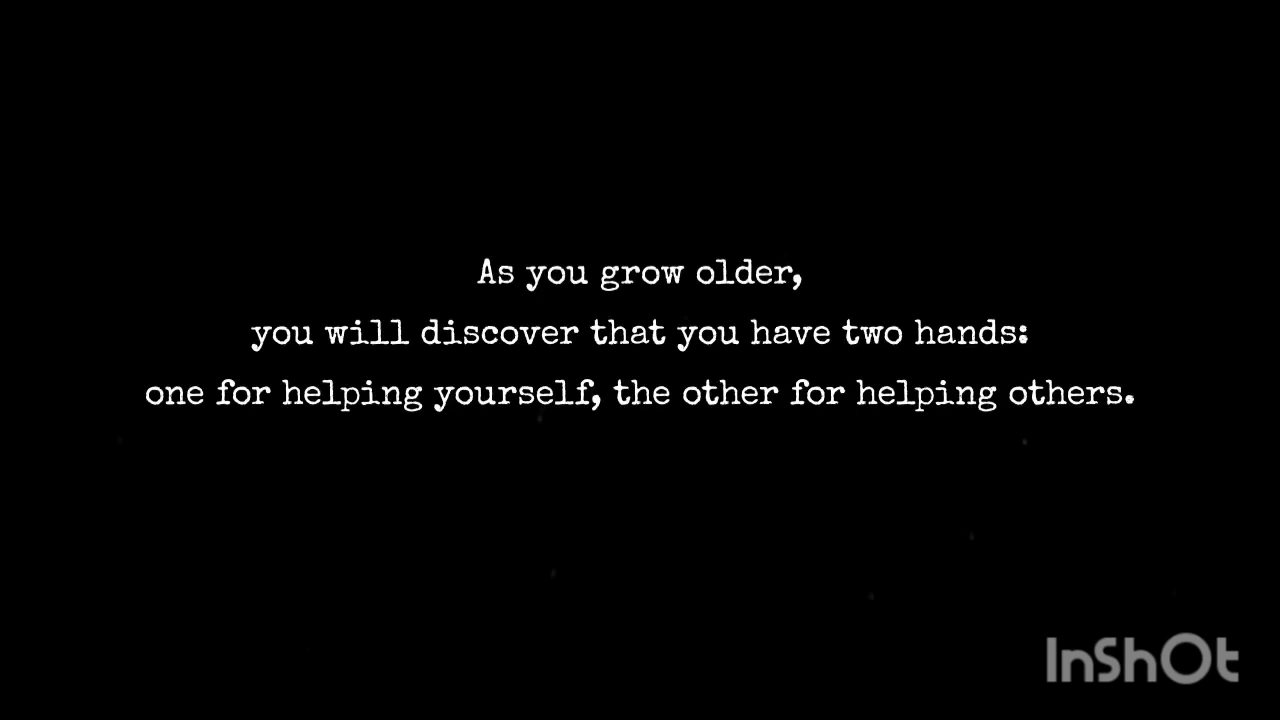 As you grow older,
you will discover that you have two hands:
one for helping yourself, the other for helping others.
InShOt